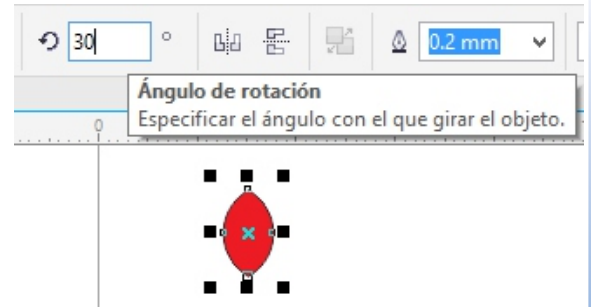 30 ° 0.2 mm
Ángulo de rotación
Especificar el ángulo con el que girar el objeto.
0